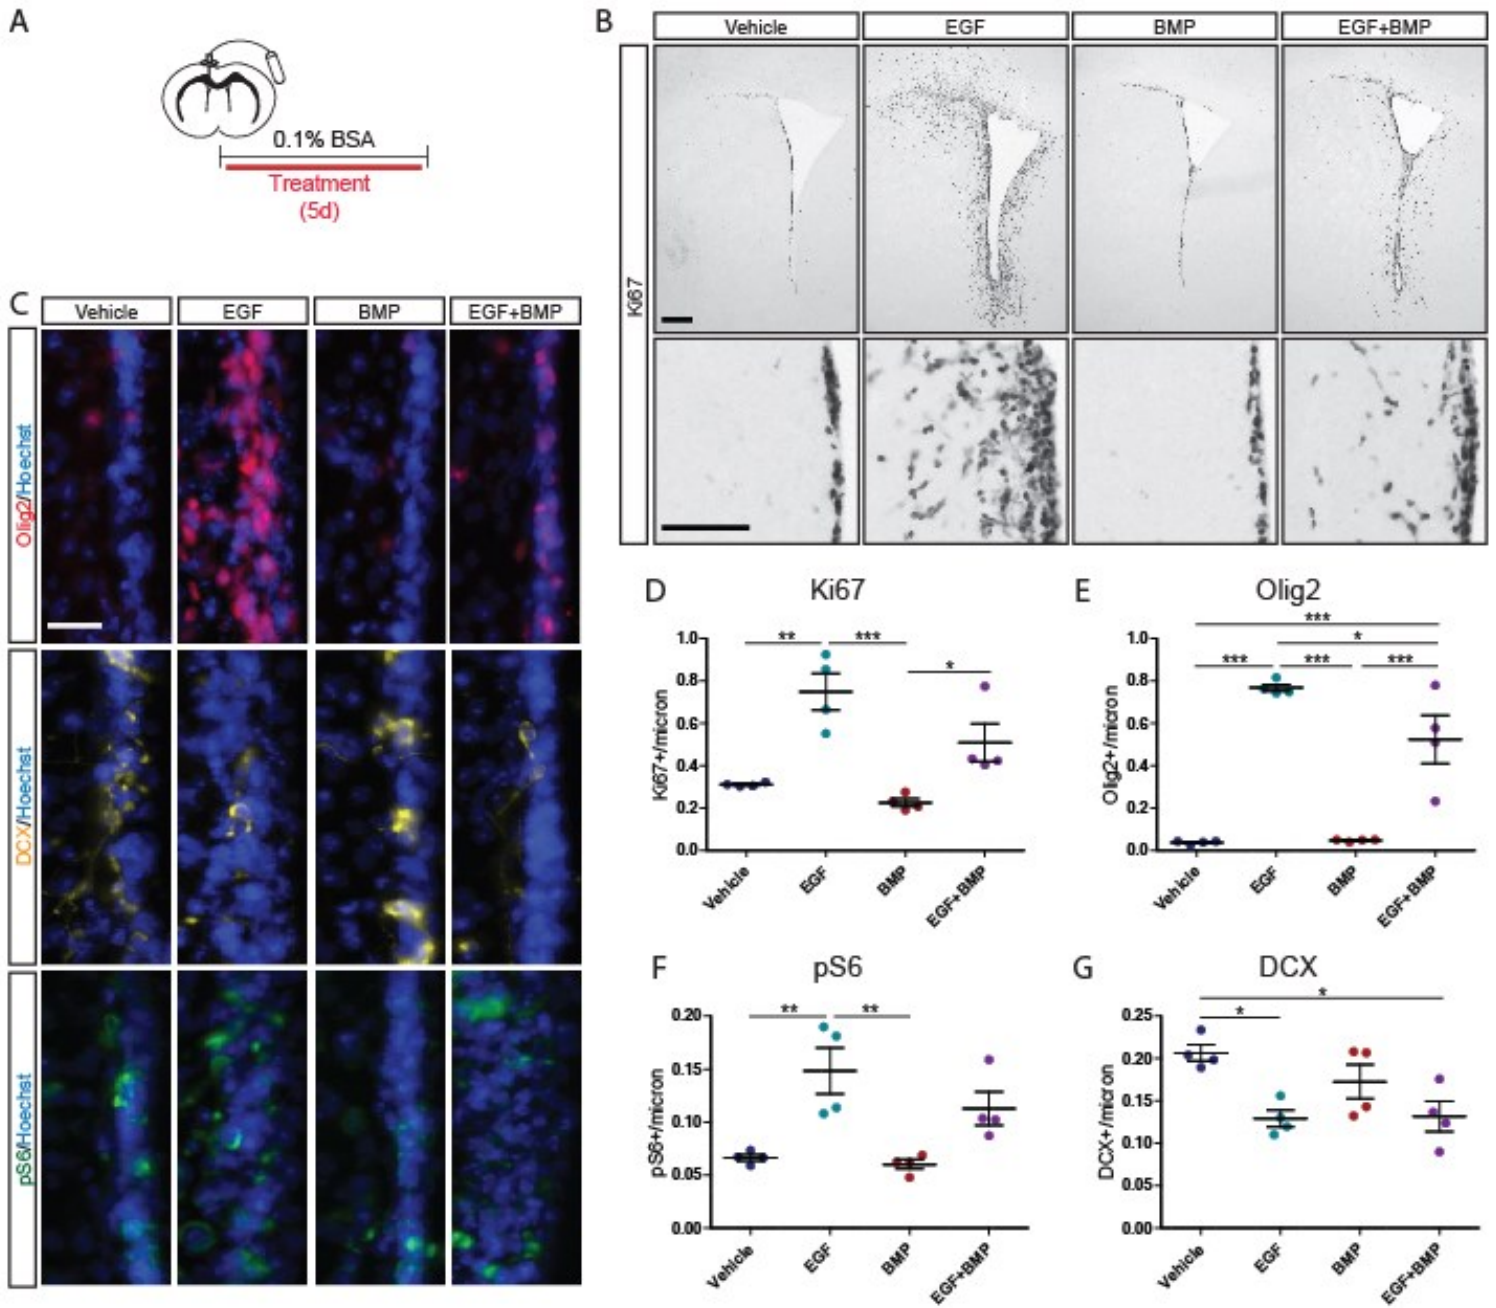 A
0.1% BSA
Treatment
(5d)
B
Vehicle
EGF
BMP
EGF+BMP
Ki67
C
Vehicle
EGF
BMP
EGF+BMP
Olig2/Hoechst
DCX/Hoechst
pS6/Hoechst
D
Ki67
** *** *
Ki67+/micron
1.0
0.8
0.6
0.4
0.2
0.0
Vehicle
EGF
BMP
EGF+BMP
E
Olig2
***
*
*** *** ***
Olig2+/micron
1.0
0.8
0.6
0.4
0.2
0.0
Vehicle
EGF
BMP
EGF+BMP
F
pS6
** **
pS6+/micron
0.20
0.15
0.10
0.05
0.00
Vehicle
EGF
BMP
EGF+BMP
G
DCX
*
*
DCX+/micron
0.25
0.20
0.15
0.10
0.05
0.00
Vehicle
EGF
BMP
EGF+BMP